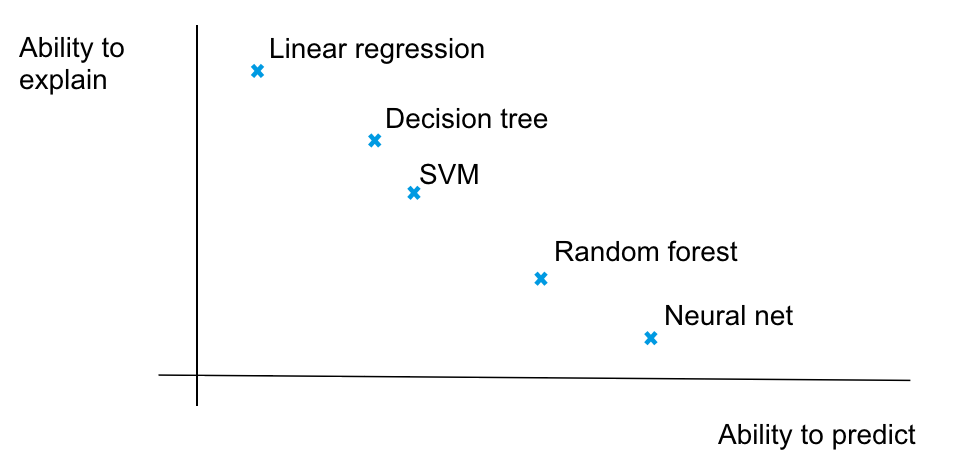 Ability to
explain
Linear regression
Decision tree
SVM
Random forest
Neural net
Ability to predict